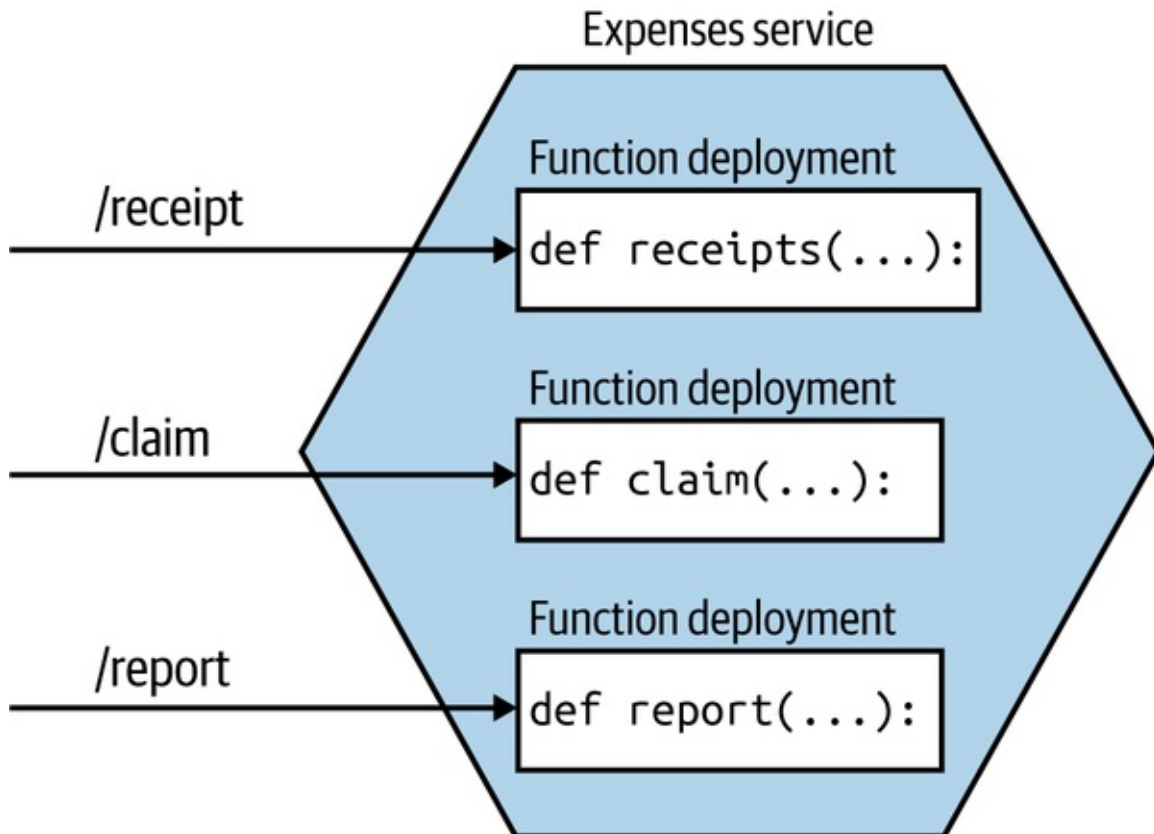 Expenses service
Function deployment
/receipt
def receipts(...):
Function deployment
/claim
def claim(...):
Function deployment
/report
def report(...):